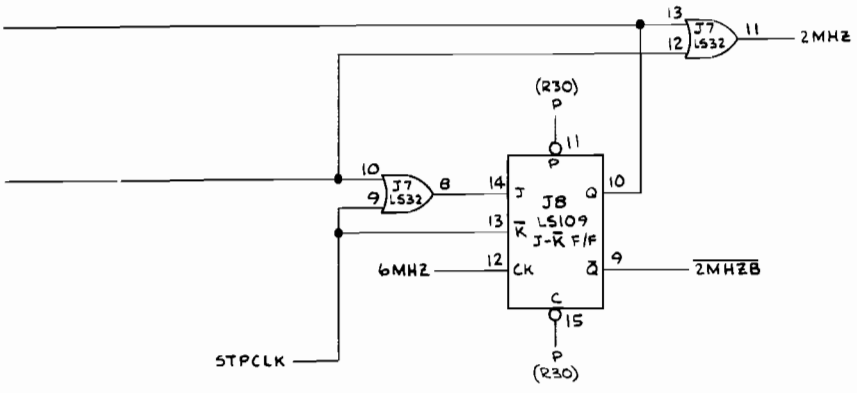 13
J7
LS32
12
11
2MHZ
(R30)
P
11
P
10
J7
LS32
9
8
14
J
Q
10
J8
LS109
J-K̅ F/F
13
K̅
6MHZ
12
CK
Q̅
9
2̅M̅H̅Z̅B̅
C
15
STPCLK
P
(R30)